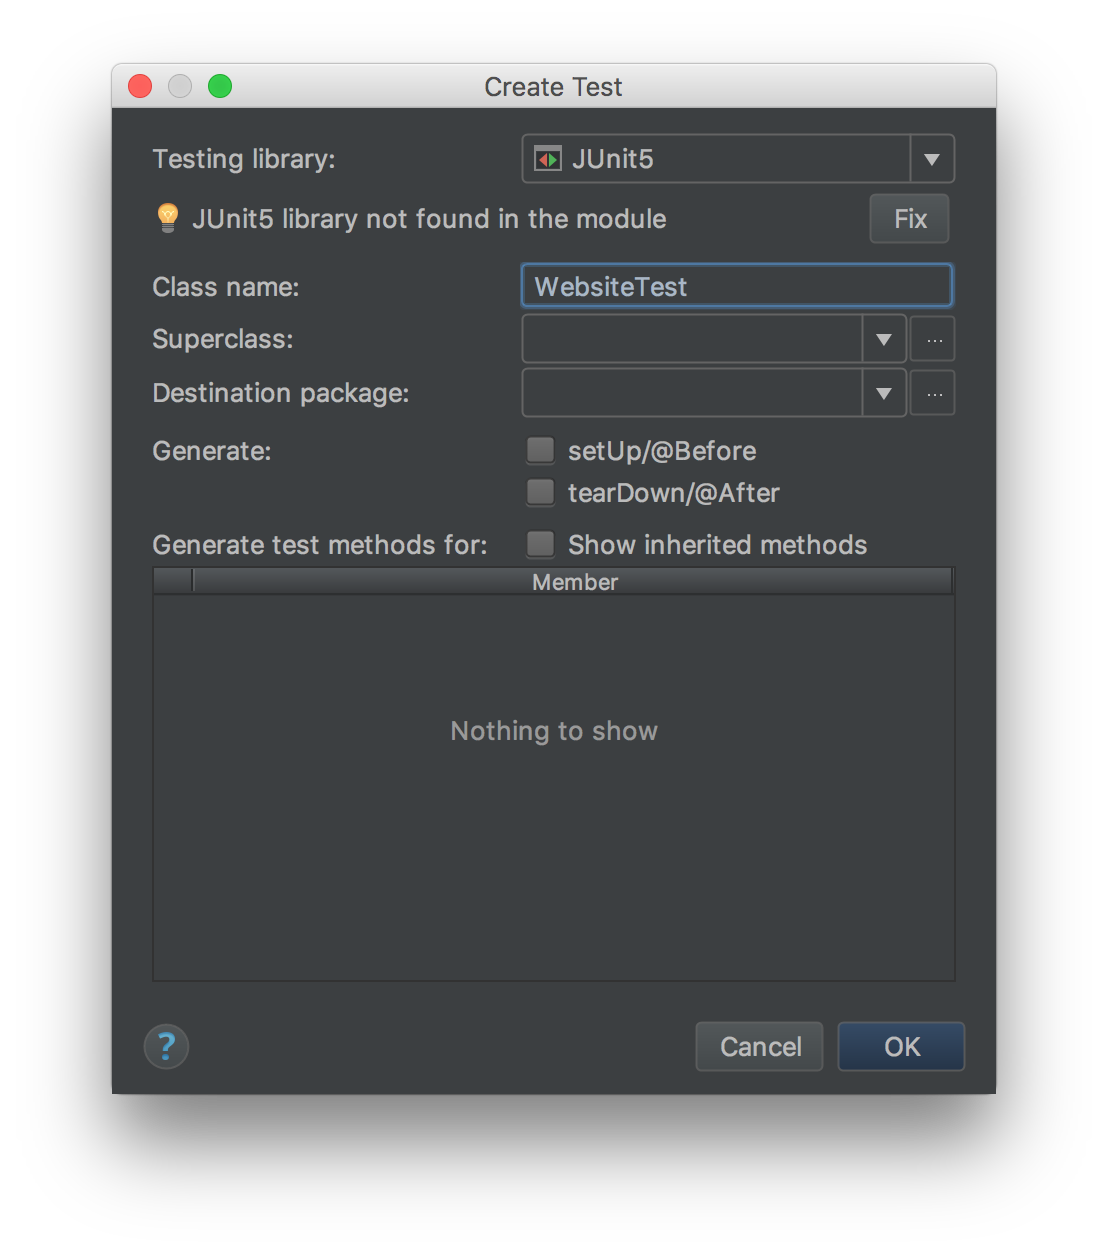 Create Test
Testing library: JUnit5
JUnit5 library not found in the module Fix
Class name: WebsiteTest
Superclass: ...
Destination package: ...
Generate: setUp/@Before
tearDown/@After
Generate test methods for: Show inherited methods
Member
Nothing to show
? Cancel OK